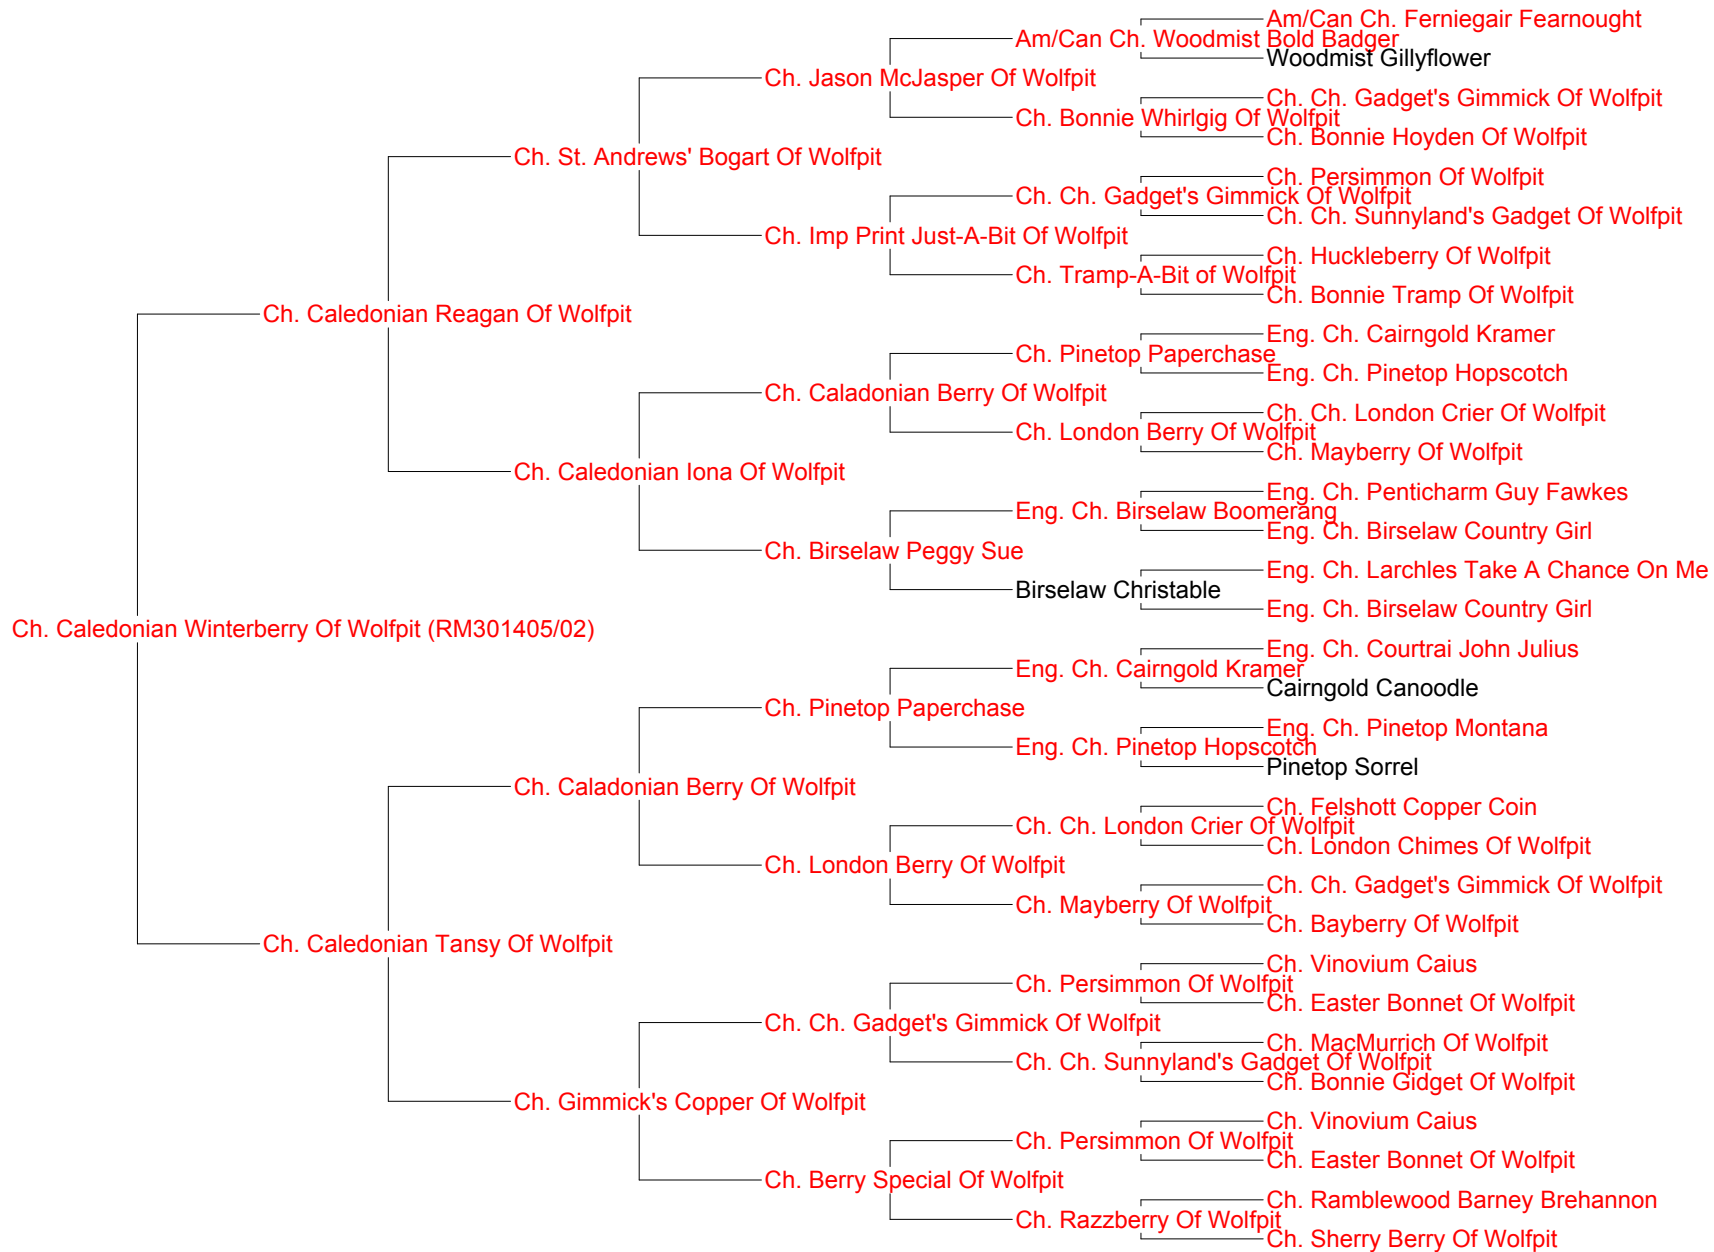 Am/Can Ch. Ferniegair Fearnought
Am/Can Ch. Woodmist Bold Badger
Woodmist Gillyflower
Ch. Jason McJasper Of Wolfpit
Ch. Ch. Gadget's Gimmick Of Wolfpit
Ch. Bonnie Whirlgig Of Wolfpit
Ch. Bonnie Hoyden Of Wolfpit
Ch. St. Andrews' Bogart Of Wolfpit
Ch. Persimmon Of Wolfpit
Ch. Ch. Gadget's Gimmick Of Wolfpit
Ch. Ch. Sunnyland's Gadget Of Wolfpit
Ch. Imp Print Just-A-Bit Of Wolfpit
Ch. Huckleberry Of Wolfpit
Ch. Tramp-A-Bit of Wolfpit
Ch. Bonnie Tramp Of Wolfpit
Ch. Caledonian Reagan Of Wolfpit
Eng. Ch. Cairngold Kramer
Ch. Pinetop Paperchase
Eng. Ch. Pinetop Hopscotch
Ch. Caladonian Berry Of Wolfpit
Ch. Ch. London Crier Of Wolfpit
Ch. London Berry Of Wolfpit
Ch. Mayberry Of Wolfpit
Ch. Caledonian Iona Of Wolfpit
Eng. Ch. Penticharm Guy Fawkes
Eng. Ch. Birselaw Boomerang
Eng. Ch. Birselaw Country Girl
Ch. Birselaw Peggy Sue
Eng. Ch. Larchles Take A Chance On Me
Birselaw Christable
Eng. Ch. Birselaw Country Girl
Ch. Caledonian Winterberry Of Wolfpit (RM301405/02)
Eng. Ch. Courtrai John Julius
Eng. Ch. Cairngold Kramer
Cairngold Canoodle
Ch. Pinetop Paperchase
Eng. Ch. Pinetop Montana
Eng. Ch. Pinetop Hopscotch
Pinetop Sorrel
Ch. Caladonian Berry Of Wolfpit
Ch. Felshott Copper Coin
Ch. Ch. London Crier Of Wolfpit
Ch. London Chimes Of Wolfpit
Ch. London Berry Of Wolfpit
Ch. Ch. Gadget's Gimmick Of Wolfpit
Ch. Mayberry Of Wolfpit
Ch. Bayberry Of Wolfpit
Ch. Caledonian Tansy Of Wolfpit
Ch. Vinovium Caius
Ch. Persimmon Of Wolfpit
Ch. Easter Bonnet Of Wolfpit
Ch. Ch. Gadget's Gimmick Of Wolfpit
Ch. MacMurrich Of Wolfpit
Ch. Ch. Sunnyland's Gadget Of Wolfpit
Ch. Bonnie Gidget Of Wolfpit
Ch. Gimmick's Copper Of Wolfpit
Ch. Vinovium Caius
Ch. Persimmon Of Wolfpit
Ch. Easter Bonnet Of Wolfpit
Ch. Berry Special Of Wolfpit
Ch. Ramblewood Barney Brehannon
Ch. Razzberry Of Wolfpit
Ch. Sherry Berry Of Wolfpit